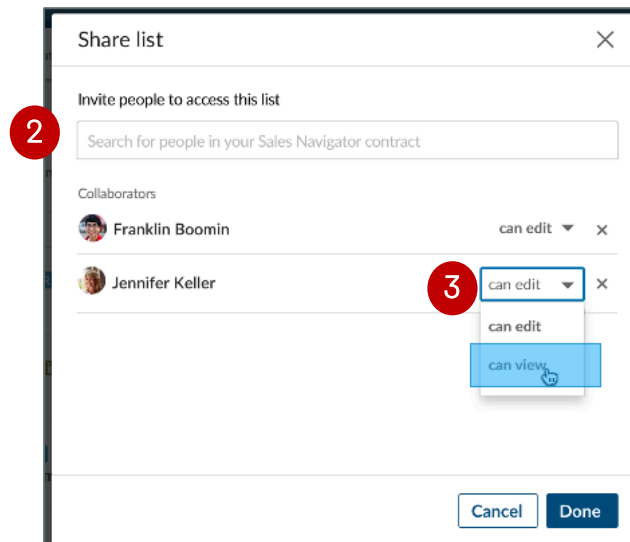 Share list
Invite people to access this list
2
Search for people in your Sales Navigator contract
Collaborators
Franklin Boomin can edit
Jennifer Keller 3 can edit
can edit
can view
Cancel Done